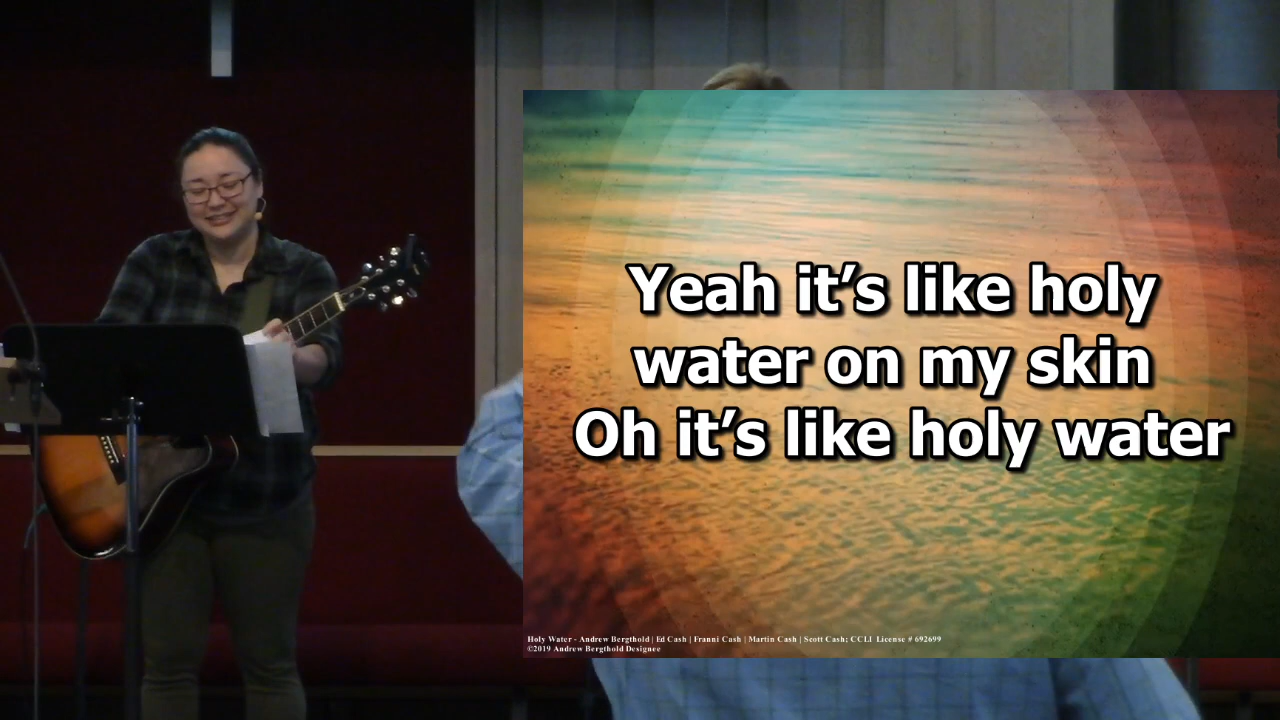 Yeah it’s like holy
water on my skin
Oh it’s like holy water
Holy Water - Andrew Bergthold | Ed Cash | Franni Cash | Martin Cash | Scott Cash; CCLI License # 692699
©2019 Andrew Bergthold Designee